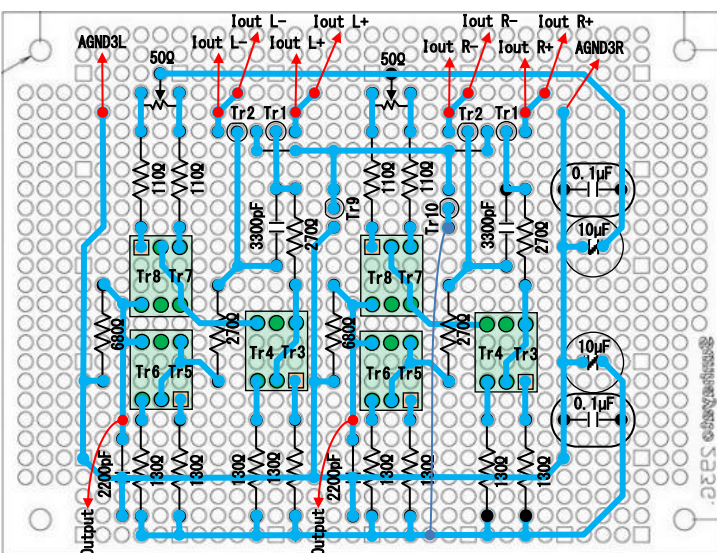 Iout L-
Iout L+
Iout R-
Iout R+
AGND3L
Iout L-
Iout L+
Iout R-
Iout R+
AGND3R
50Ω
50Ω
Tr2
Tr1
Tr2
Tr1
110Ω
110Ω
110Ω
110Ω
0.1μF
3300pF
270Ω
Tr9
Tr10
3300pF
270Ω
10μF
Tr8
Tr7
Tr8
Tr7
680Ω
270Ω
680Ω
270Ω
Tr6
Tr5
Tr4
Tr3
Tr6
Tr5
Tr4
Tr3
10μF
0.1μF
2200pF
130Ω
130Ω
130Ω
130Ω
2200pF
130Ω
130Ω
130Ω
130Ω
Output
Output